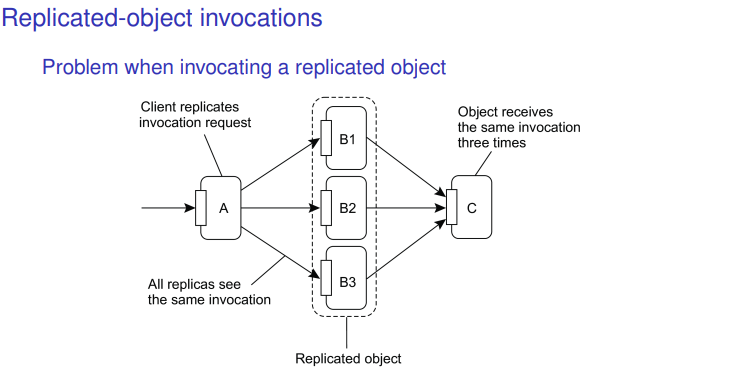 Replicated-object invocations
Problem when invocating a replicated object
Client replicates
invocation request
Object receives
the same invocation
three times
B1
A
B2
C
B3
All replicas see
the same invocation
Replicated object